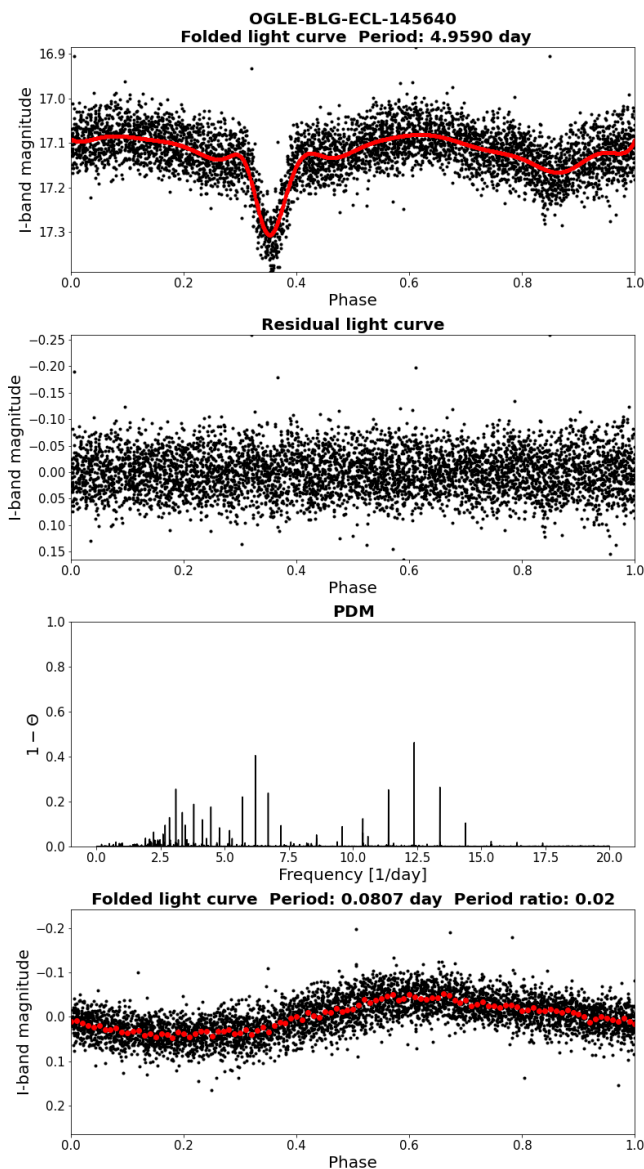 OGLE-BLG-ECL-145640
Folded light curve Period: 4.9590 day
16.9
17.0
17.1
17.2
17.3
I-band magnitude
0.0 0.2 0.4 0.6 0.8 1.0
Phase
Residual light curve
−0.25
−0.20
−0.15
−0.10
−0.05
0.00
0.05
0.10
0.15
I-band magnitude
0.0 0.2 0.4 0.6 0.8 1.0
Phase
PDM
1.0
0.8
0.6
0.4
0.2
0.0
1 − Θ
0.0 2.5 5.0 7.5 10.0 12.5 15.0 17.5 20.0
Frequency [1/day]
Folded light curve Period: 0.0807 day Period ratio: 0.02
−0.2
−0.1
0.0
0.1
0.2
I-band magnitude
0.0 0.2 0.4 0.6 0.8 1.0
Phase